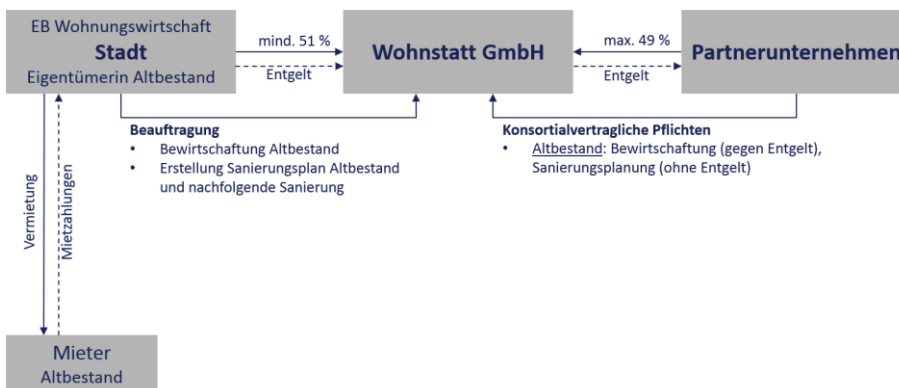 EB Wohnungswirtschaft
Stadt
Eigentümerin Altbestand
mind. 51 %
Entgelt
Wohnstatt GmbH
max. 49 %
Entgelt
Partnerunternehmen
Beauftragung
• Bewirtschaftung Altbestand
• Erstellung Sanierungsplan Altbestand
und nachfolgende Sanierung
Konsortialvertragliche Pflichten
• Altbestand: Bewirtschaftung (gegen Entgelt),
Sanierungsplanung (ohne Entgelt)
Vermietung
Mietzahlungen
Mieter
Altbestand